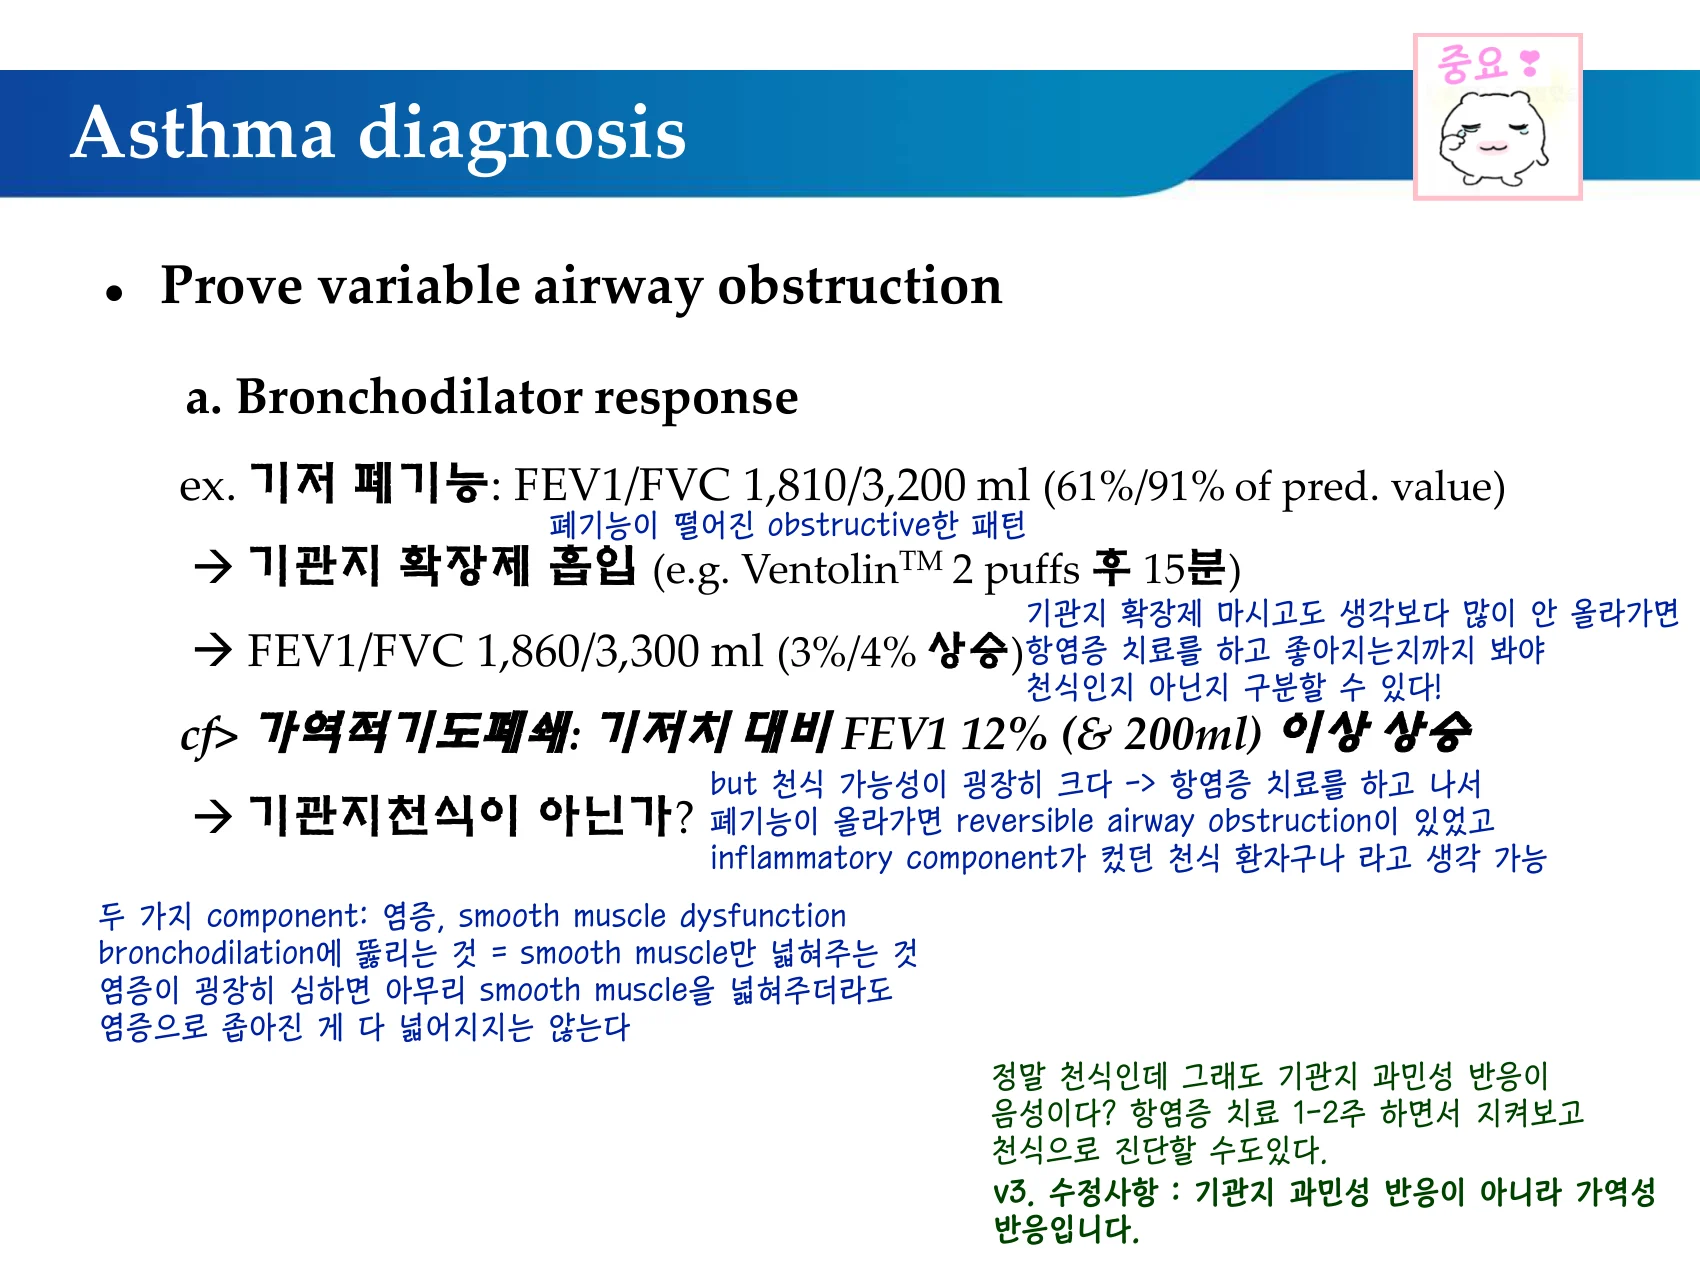 중요❣
Asthma diagnosis
• Prove variable airway obstruction
a. Bronchodilator response
ex. 기저 폐기능: FEV1/FVC 1,810/3,200 ml (61%/91% of pred. value)
폐기능이 떨어진 obstructive한 패턴
→ 기관지 확장제 흡입 (e.g. Ventolin™ 2 puffs 후 15분)
기관지 확장제 마시고도 생각보다 많이 안 올라가면
→ FEV1/FVC 1,860/3,300 ml (3%/4% 상승)
항염증 치료를 하고 좋아지는지까지 봐야
천식인지 아닌지 구분할 수 있다!
cf> 가역적기도폐쇄: 기저치 대비 FEV1 12% (& 200ml) 이상 상승
but 천식 가능성이 굉장히 크다 -> 항염증 치료를 하고 나서
→ 기관지천식이 아닌가?
폐기능이 올라가면 reversible airway obstruction이 있었고
inflammatory component가 컸던 천식 환자구나 라고 생각 가능
두 가지 component: 염증, smooth muscle dysfunction
bronchodilation에 뚫리는 것 = smooth muscle만 넓혀주는 것
염증이 굉장히 심하면 아무리 smooth muscle을 넓혀주더라도
염증으로 좁아진 게 다 넓어지지는 않는다
정말 천식인데 그래도 기관지 과민성 반응이
음성이다? 항염증 치료 1-2주 하면서 지켜보고
천식으로 진단할 수도있다.
v3. 수정사항 : 기관지 과민성 반응이 아니라 가역성
반응입니다.